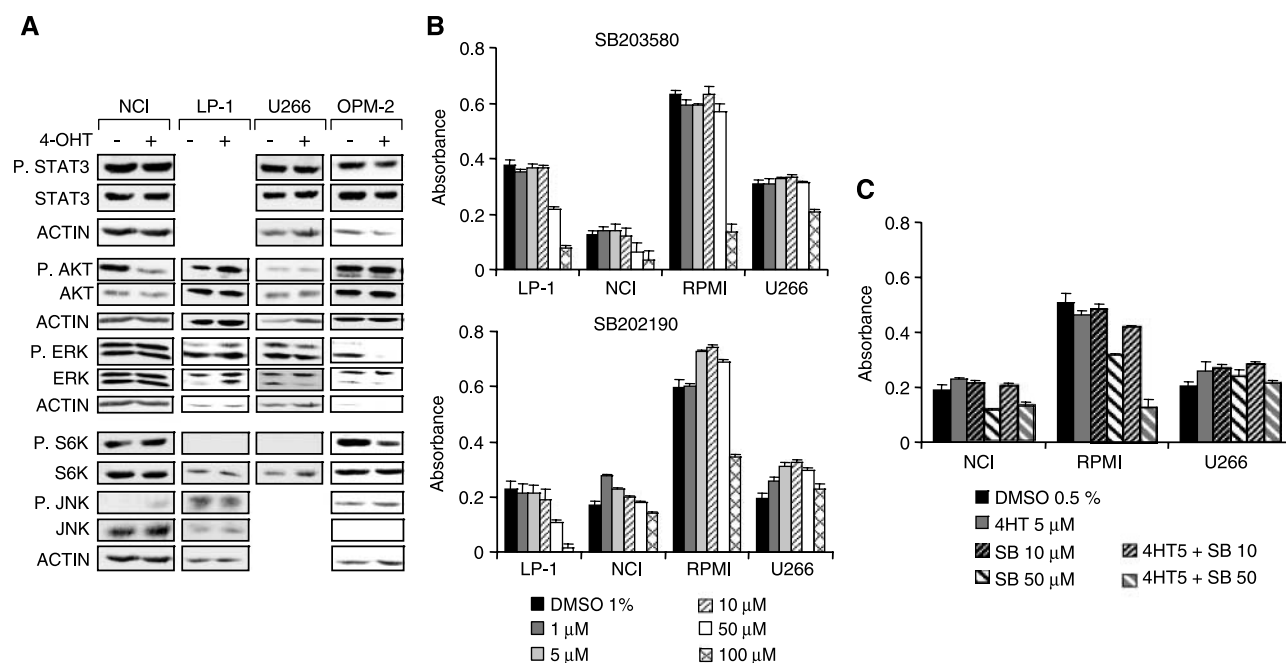 A
NCI LP-1 U266 OPM-2
4-OHT - + - + - + - +
P. STAT3
STAT3
ACTIN
P. AKT
AKT
ACTIN
P. ERK
ERK
ACTIN
P. S6K
S6K
P. JNK
JNK
ACTIN
B
SB203580
Absorbance
0.8
0.6
0.4
0.2
0
LP-1 NCI RPMI U266
SB202190
Absorbance
0.8
0.6
0.4
0.2
0
LP-1 NCI RPMI U266
DMSO 1% 10 μM
1 μM 50 μM
5 μM 100 μM
C
Absorbance
0.8
0.6
0.4
0.2
0
NCI RPMI U266
DMSO 0.5 %
4HT 5 μM
SB 10 μM 4HT5 + SB 10
SB 50 μM 4HT5 + SB 50